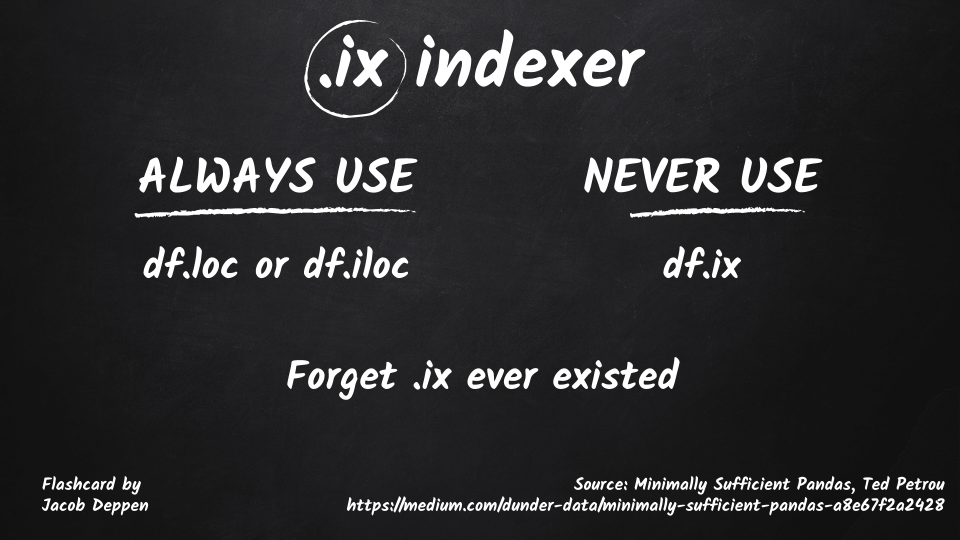 .ix indexer
ALWAYS USE
NEVER USE
df.loc or df.iloc
df.ix
Forget .ix ever existed
Flashcard by
Jacob Deppen
Source: Minimally Sufficient Pandas, Ted Petrou
https://medium.com/dunder-data/minimally-sufficient-pandas-a8e67f2a2428